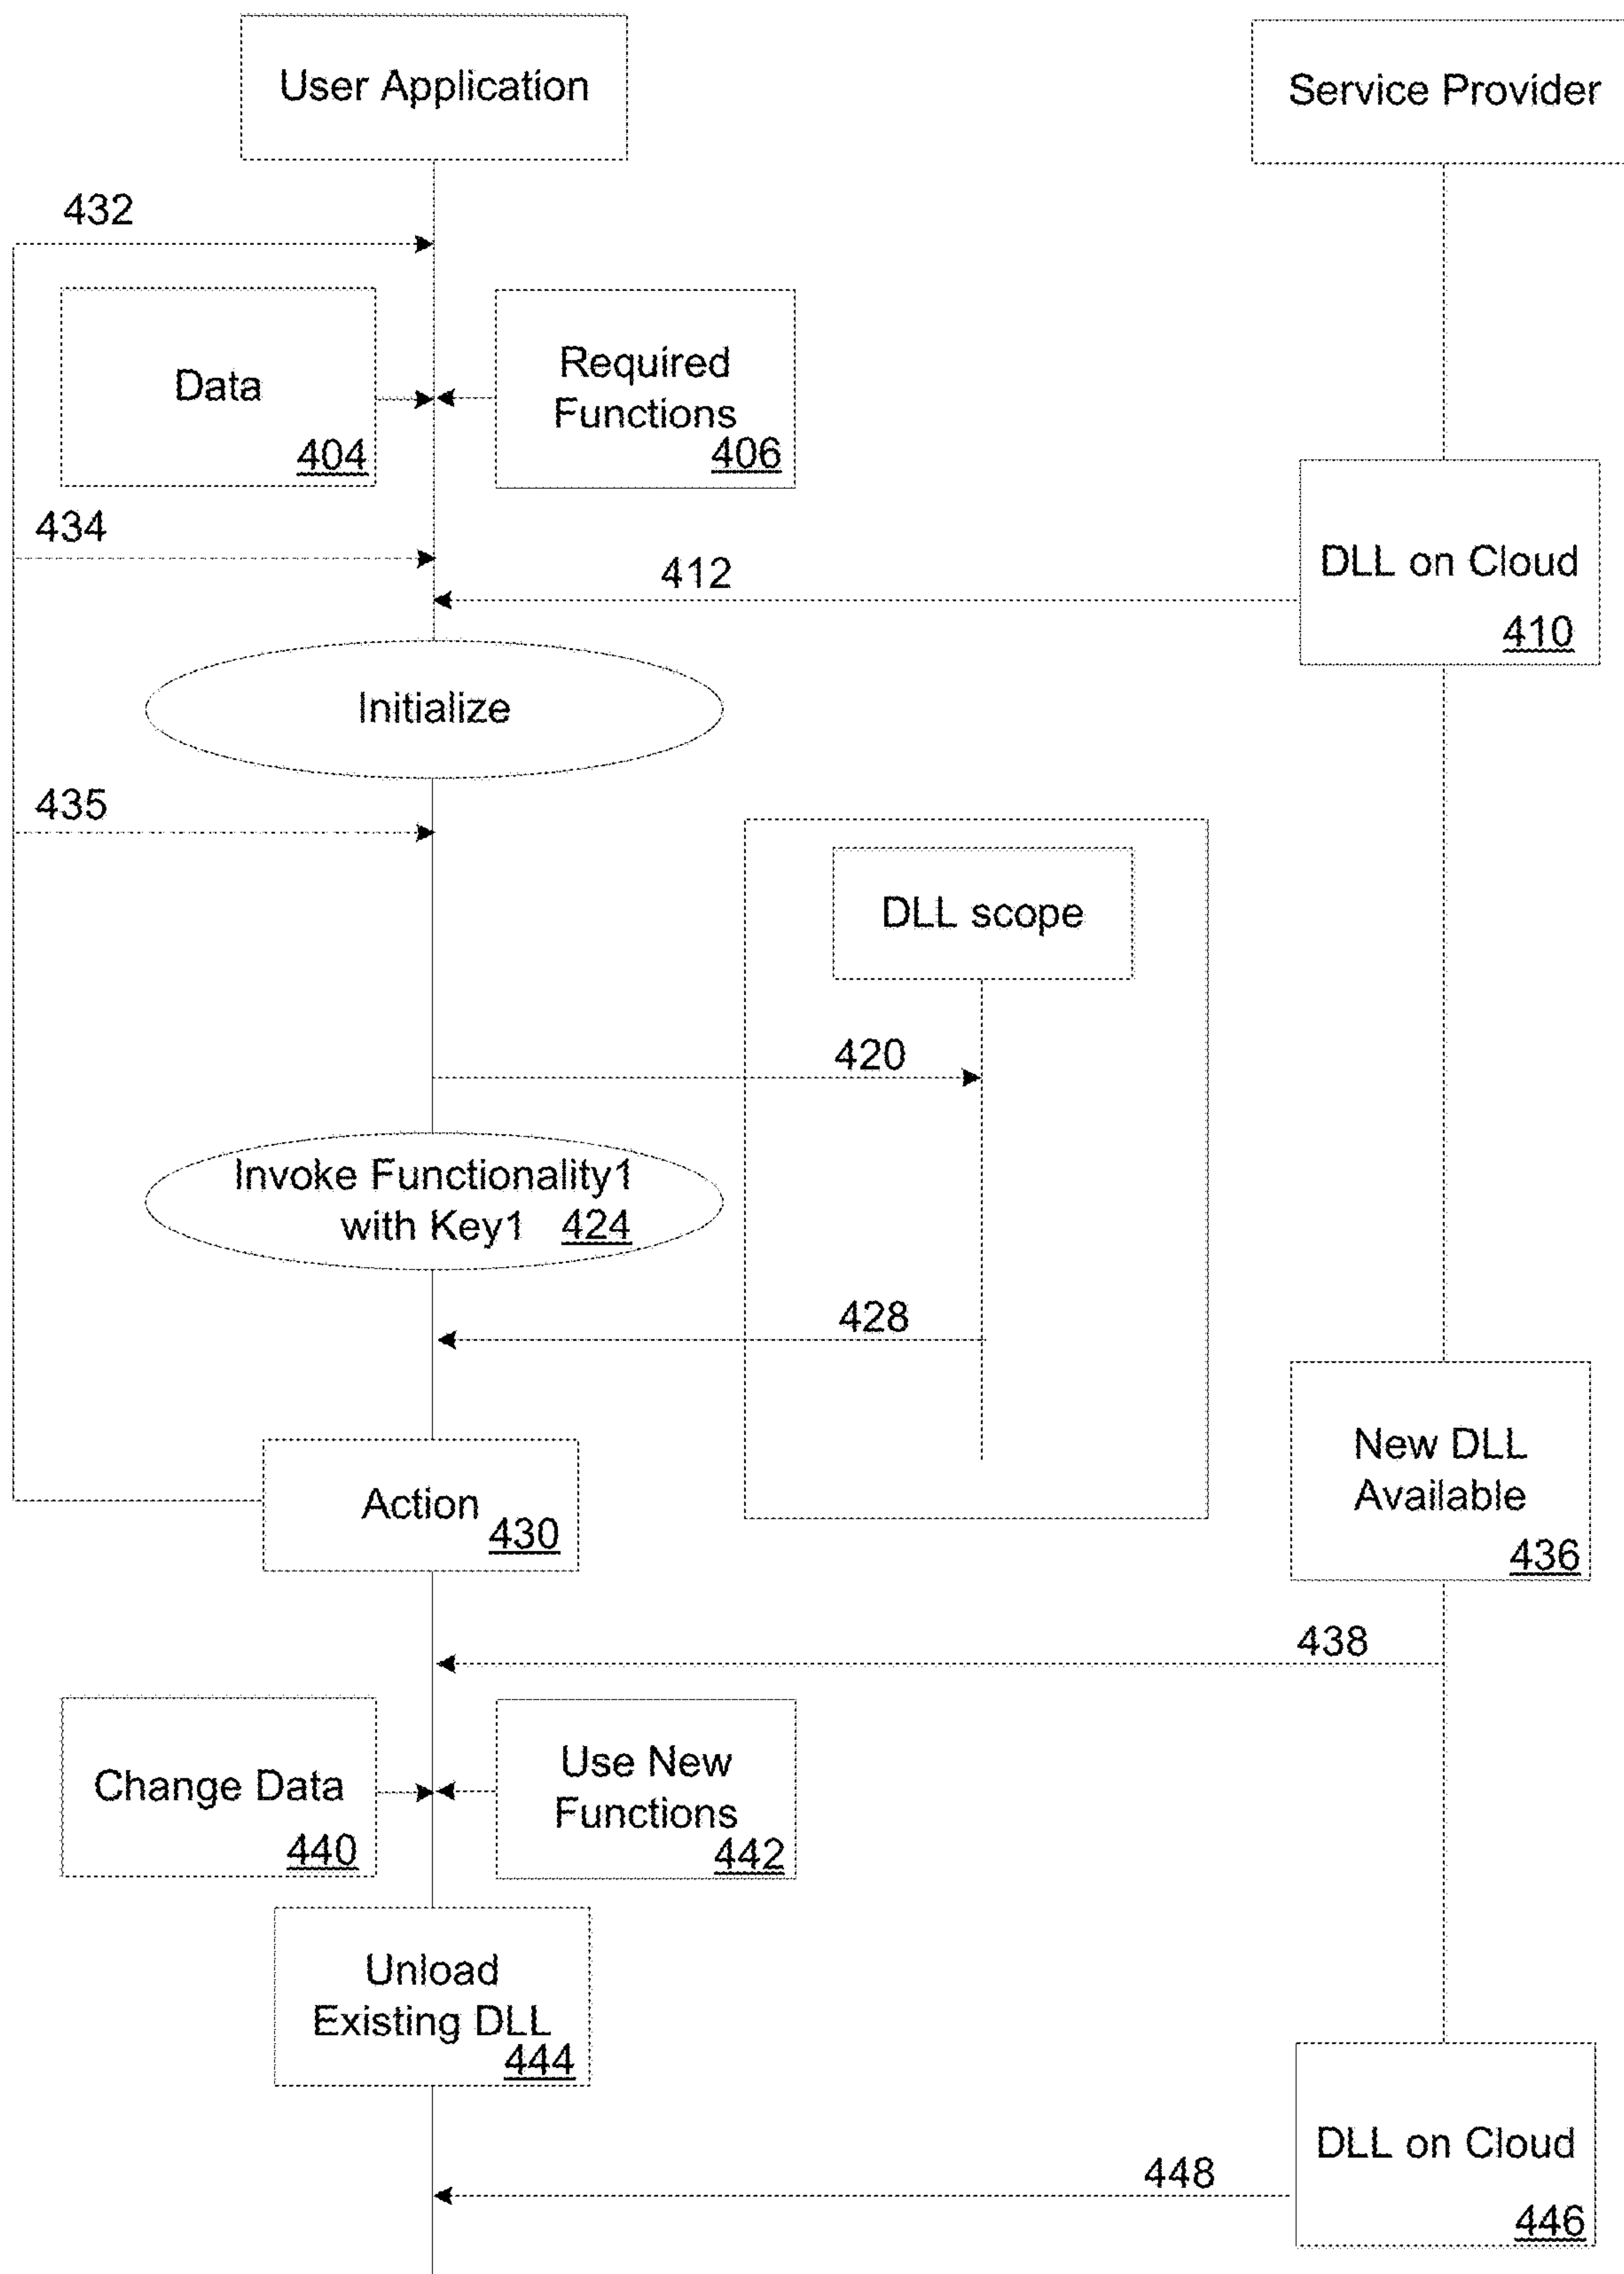 User Application
Service Provider
432
Data
404
Required
Functions
406
434
412
DLL on Cloud
410
Initialize
435
DLL scope
420
Invoke Functionality1
with Key1 424
428
Action
430
New DLL
Available
436
438
Change Data
440
Use New
Functions
442
Unload
Existing DLL
444
DLL on Cloud
446
448